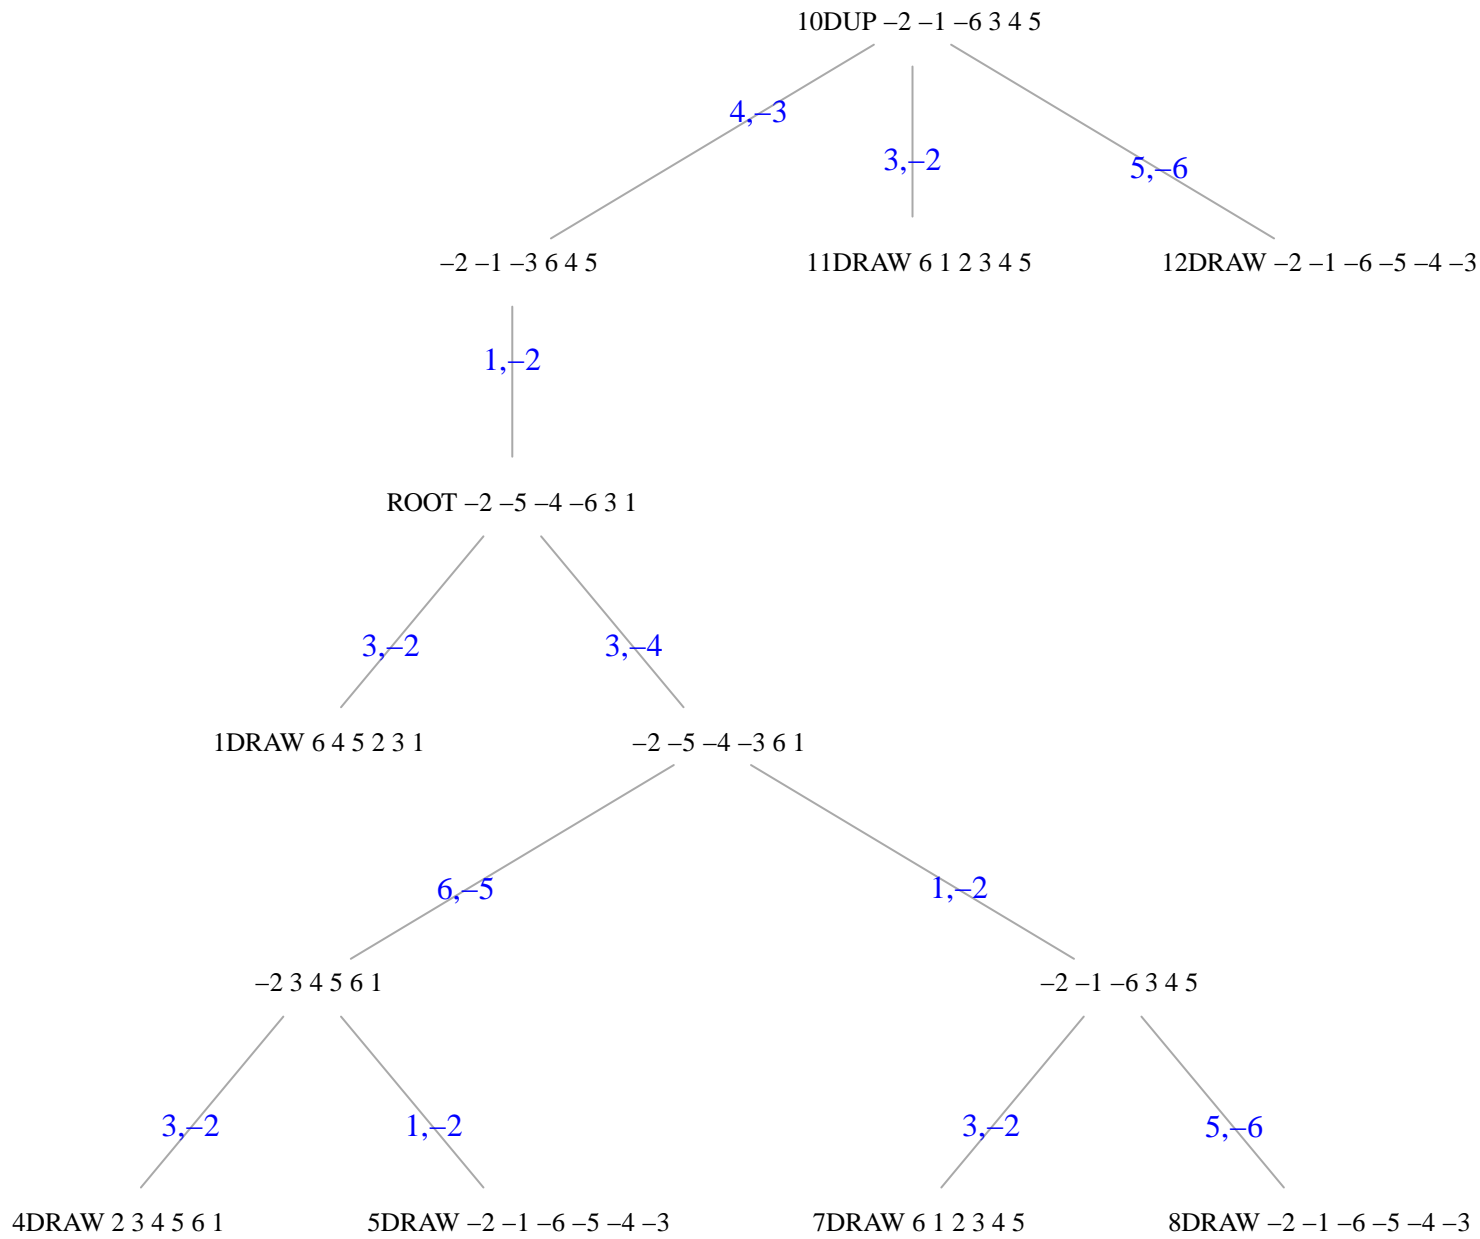 10DUP –2 –1 –6 3 4 5
4,–3
3,–2
5,–6
–2 –1 –3 6 4 5
11DRAW 6 1 2 3 4 5
12DRAW –2 –1 –6 –5 –4 –3
1,–2
ROOT –2 –5 –4 –6 3 1
3,–2
3,–4
1DRAW 6 4 5 2 3 1
–2 –5 –4 –3 6 1
6,–5
1,–2
–2 3 4 5 6 1
–2 –1 –6 3 4 5
3,–2
1,–2
3,–2
5,–6
4DRAW 2 3 4 5 6 1
5DRAW –2 –1 –6 –5 –4 –3
7DRAW 6 1 2 3 4 5
8DRAW –2 –1 –6 –5 –4 –3